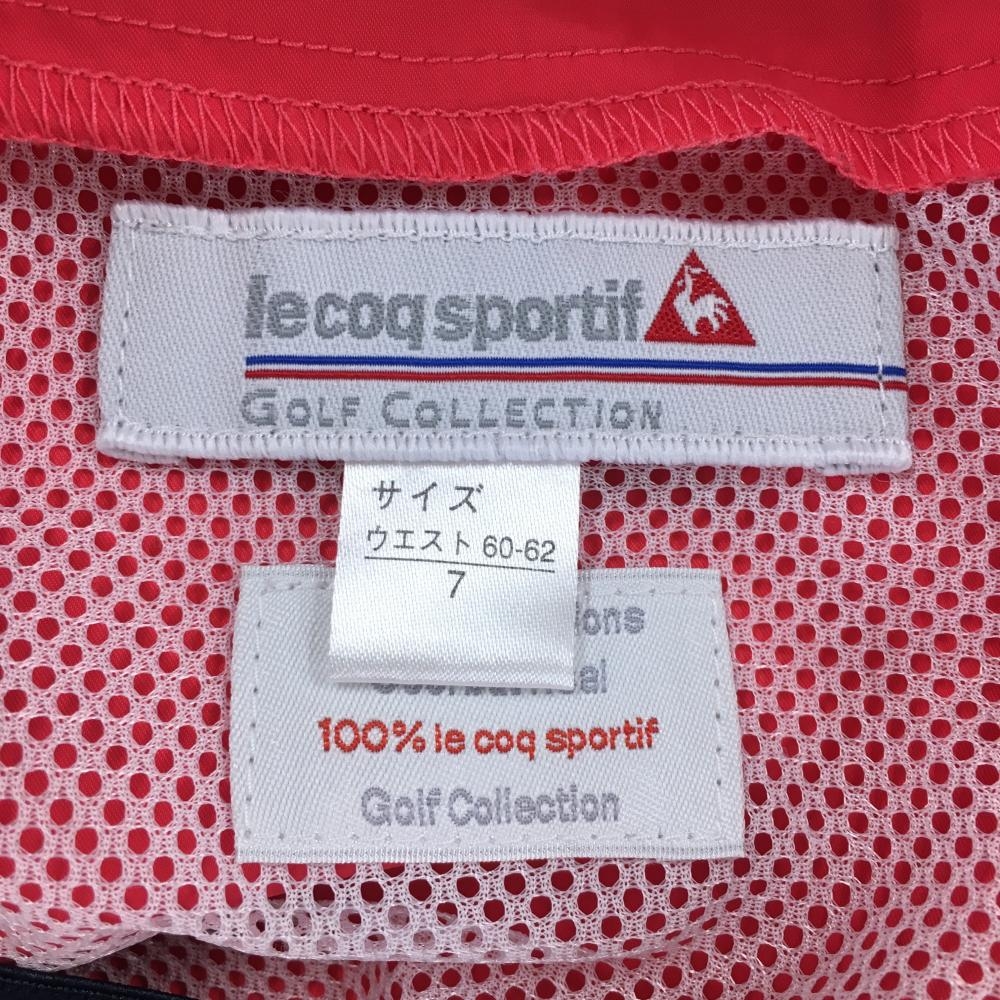 le coq sportif
GOLF COLLECTION
サイズ
ウエスト 60-62
7
100% le coq sportif
Golf Collection